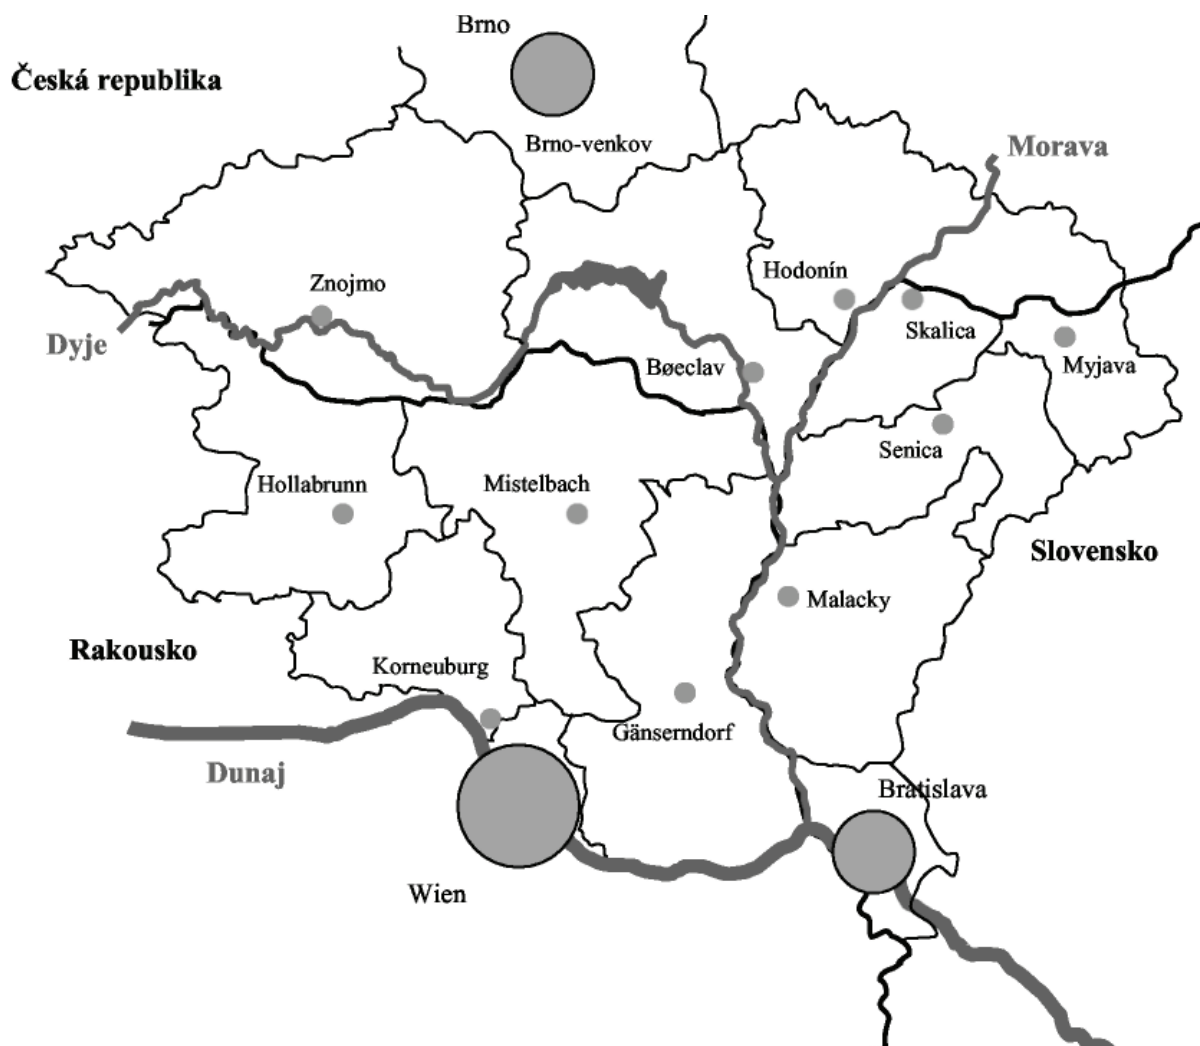 Brno
Česká republika
Brno-venkov
Morava
Hodonín
Znojmo
Skalica
Dyje
Bøeclav
Myjava
Senica
Hollabrunn
Mistelbach
Slovensko
Malacky
Rakousko
Korneuburg
Gänserndorf
Dunaj
Bratislava
Wien